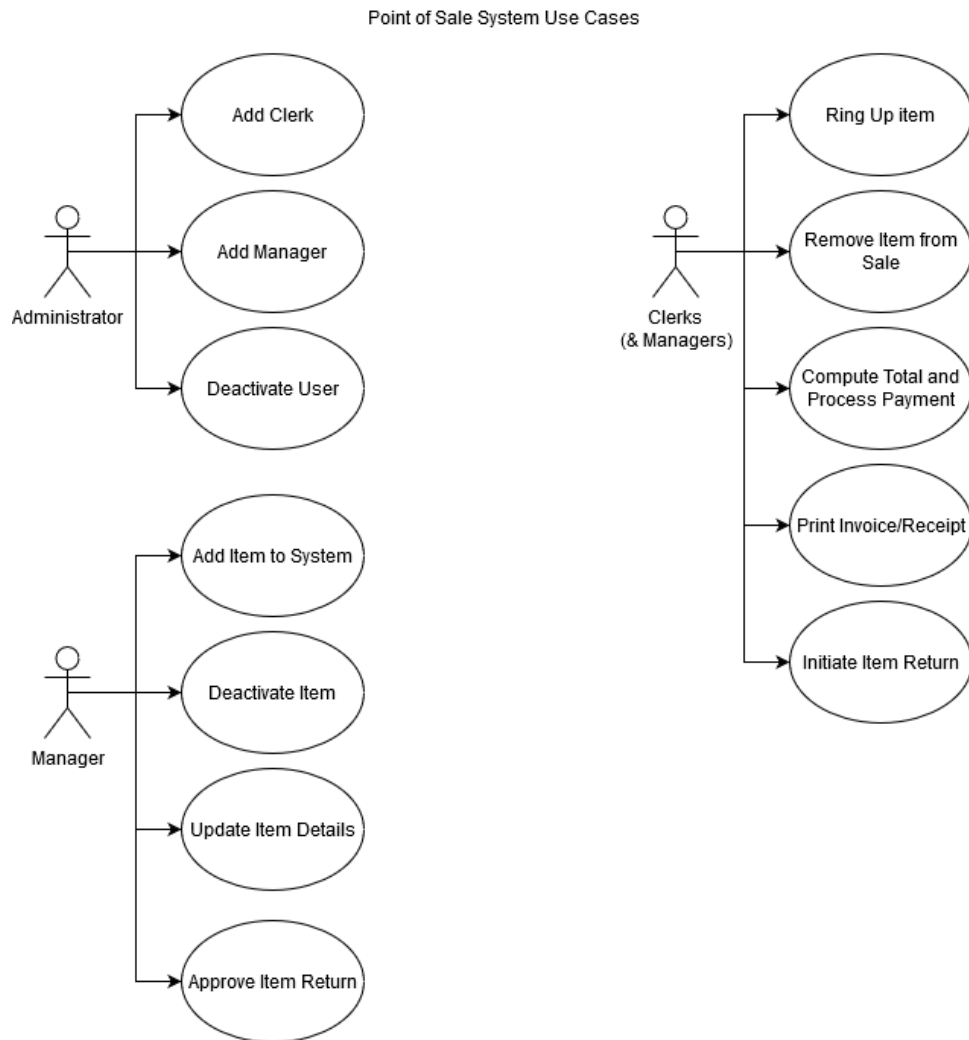 Point of Sale System Use Cases
Add Clerk
Add Manager
Administrator
Deactivate User
Add Item to System
Deactivate Item
Manager
Update Item Details
Approve Item Return
Ring Up item
Remove Item from
Sale
Clerks
(& Managers)
Compute Total and
Process Payment
Print Invoice/Receipt
Initiate Item Return